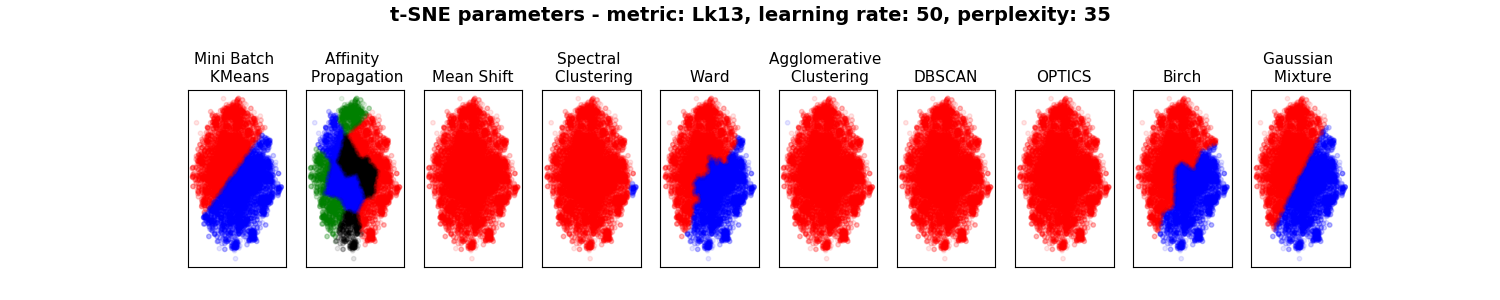 t-SNE parameters - metric: Lk13, learning rate: 50, perplexity: 35
Mini Batch
KMeans
Affinity
Propagation
Mean Shift
Spectral
Clustering
Ward
Agglomerative
Clustering
DBSCAN
OPTICS
Birch
Gaussian
Mixture